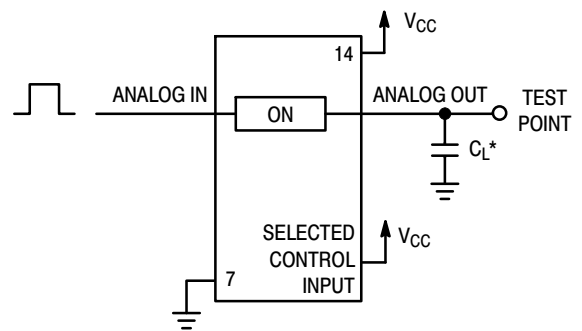 V_CC
14
ANALOG IN
ON
ANALOG OUT
TEST
POINT
C_L*
SELECTED
CONTROL
INPUT
V_CC
7